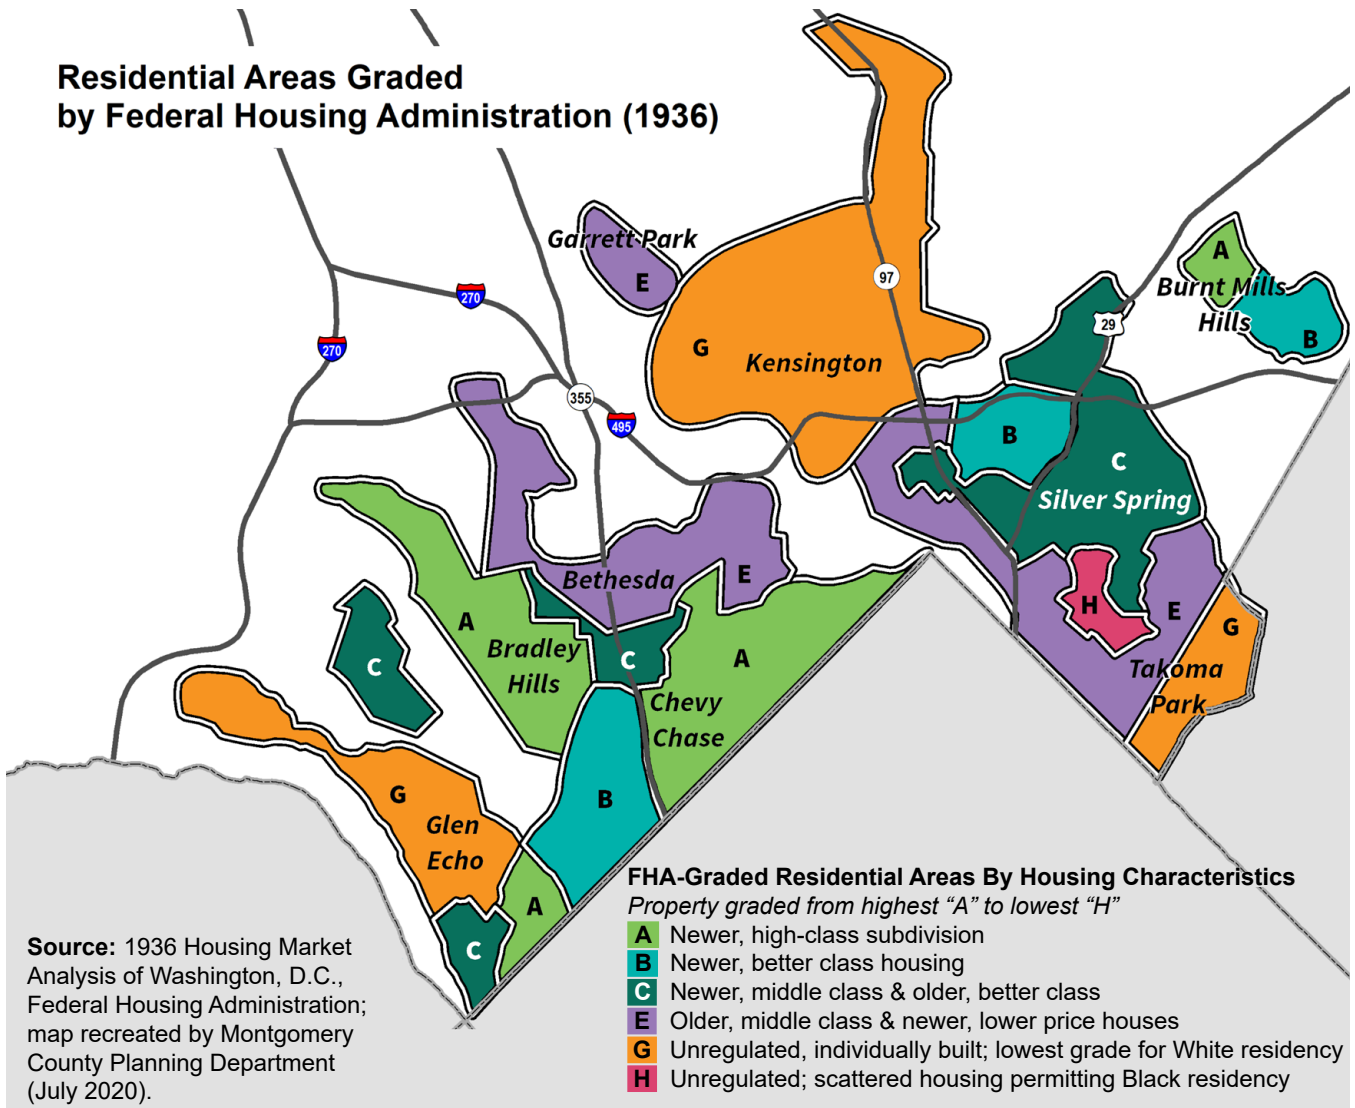 Residential Areas Graded
by Federal Housing Administration (1936)
97
Garrett Park
E
A
Burnt Mills
Hills
B
270
270
29
G
Kensington
355
495
B
C
Silver Spring
Bethesda
E
A
Bradley
Hills
C
C
A
Chevy
Chase
H
E
G
Takoma
Park
G
Glen
Echo
B
A
C
FHA-Graded Residential Areas By Housing Characteristics
Property graded from highest “A” to lowest “H”
A Newer, high-class subdivision
B Newer, better class housing
C Newer, middle class & older, better class
E Older, middle class & newer, lower price houses
G Unregulated, individually built; lowest grade for White residency
H Unregulated; scattered housing permitting Black residency
Source: 1936 Housing Market
Analysis of Washington, D.C.,
Federal Housing Administration;
map recreated by Montgomery
County Planning Department
(July 2020).